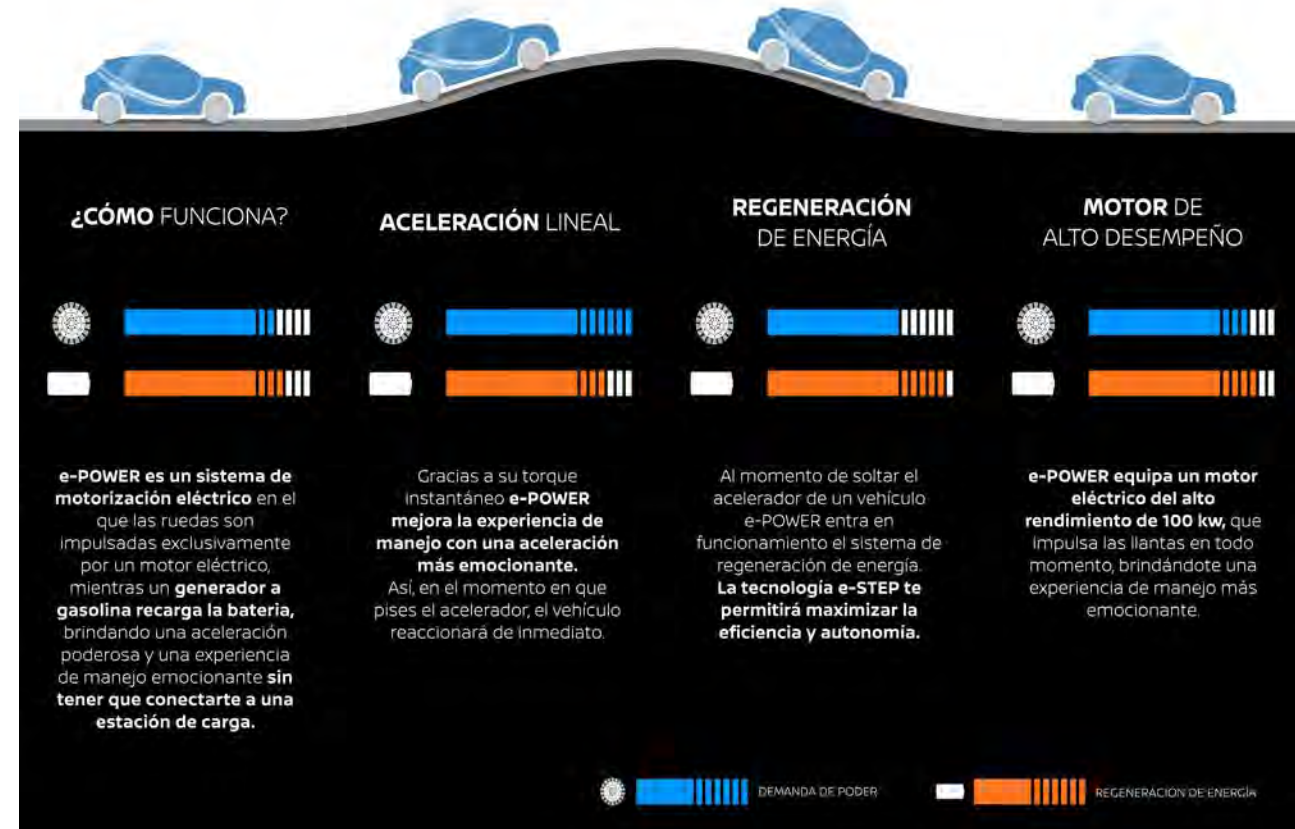 ¿CÓMO FUNCIONA?
e-POWER es un sistema de
motorización eléctrico en el
que las ruedas son
impulsadas exclusivamente
por un motor eléctrico,
mientras un generador a
gasolina recarga la bateria,
brindando una aceleración
poderosa y una experiencia
de manejo emocionante sin
tener que conectarte a una
estación de carga.
ACELERACIÓN LINEAL
Gracias a su torque
instantáneo e-POWER
mejora la experiencia de
manejo con una aceleración
más emocionante.
Así, en el momento en que
pises el acelerador, el vehículo
reaccionará de inmediato.
REGENERACIÓN
DE ENERGÍA
Al momento de soltar el
acelerador de un vehículo
e-POWER entra en
funcionamiento el sistema de
regeneración de energía.
La tecnología e-STEP te
permitirá maximizar la
eficiencia y autonomía.
MOTOR DE
ALTO DESEMPEÑO
e-POWER equipa un motor
eléctrico del alto
rendimiento de 100 kw, que
impulsa las llantas en todo
momento, brindándote una
experiencia de manejo más
emocionante.
DEMANDA DE PODER
REGENERACIÓN DE ENERGÍA